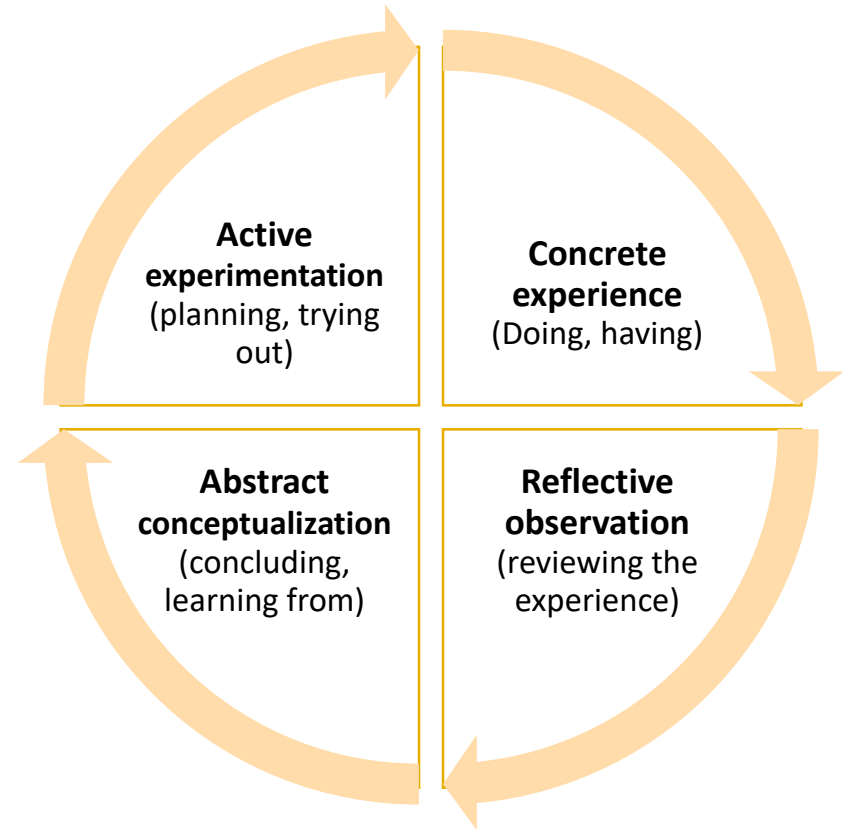 Active
experimentation
(planning, trying
out)
Concrete
experience
(Doing, having)
Abstract
conceptualization
(concluding,
learning from)
Reflective
observation
(reviewing the
experience)